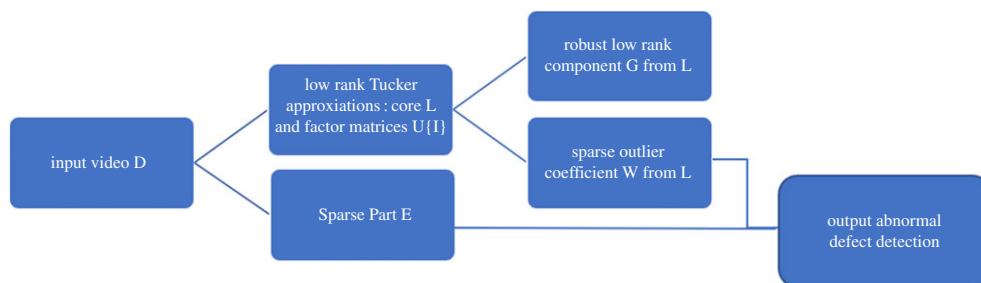 input video D
low rank Tucker
approxiations : core L
and factor matrices U{I}
Sparse Part E
robust low rank
component G from L
sparse outlier
coefficient W from L
output abnormal
defect detection